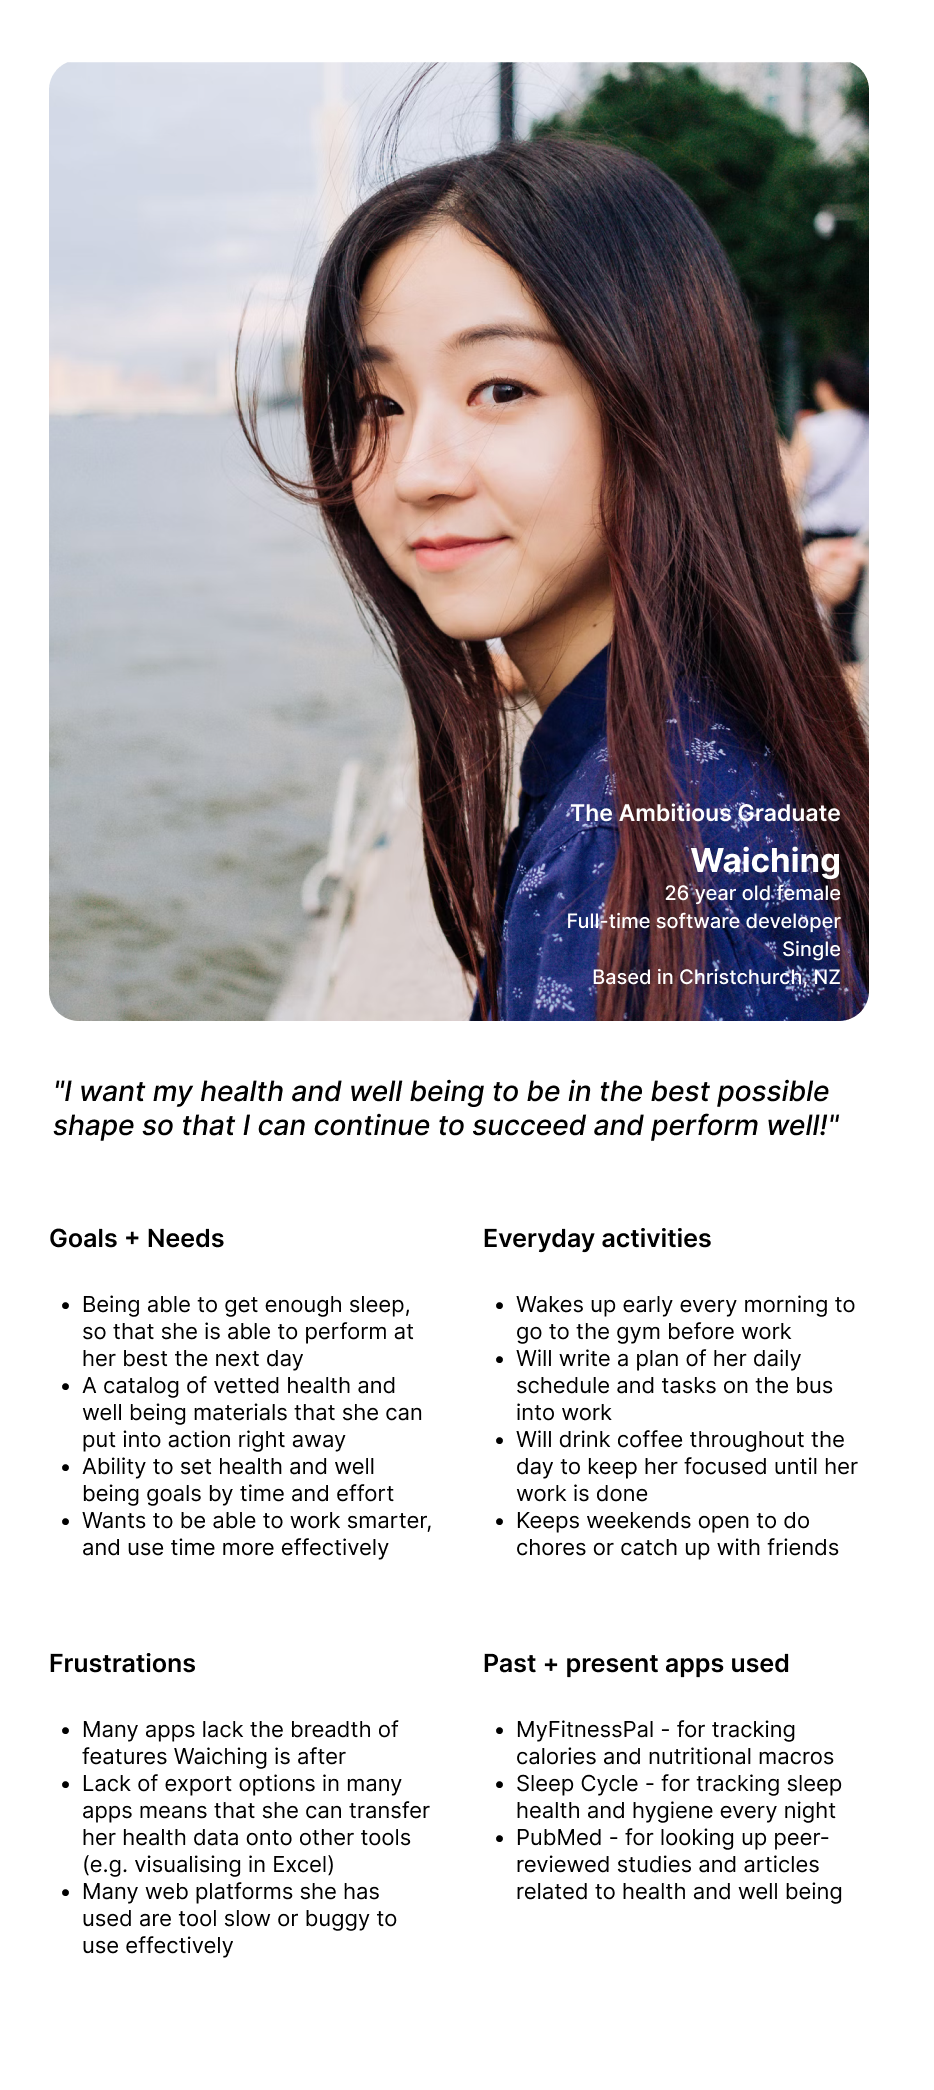 The Ambitious Graduate
Waiching
26 year old female
Full-time software developer
Single
Based in Christchurch, NZ
"I want my health and well being to be in the best possible
shape so that I can continue to succeed and perform well!"
Goals + Needs
• Being able to get enough sleep,
so that she is able to perform at
her best the next day
• A catalog of vetted health and
well being materials that she can
put into action right away
• Ability to set health and well
being goals by time and effort
• Wants to be able to work smarter,
and use time more effectively
Everyday activities
• Wakes up early every morning to
go to the gym before work
• Will write a plan of her daily
schedule and tasks on the bus
into work
• Will drink coffee throughout the
day to keep her focused until her
work is done
• Keeps weekends open to do
chores or catch up with friends
Frustrations
• Many apps lack the breadth of
features Waiching is after
• Lack of export options in many
apps means that she can transfer
her health data onto other tools
(e.g. visualising in Excel)
• Many web platforms she has
used are tool slow or buggy to
use effectively
Past + present apps used
• MyFitnessPal - for tracking
calories and nutritional macros
• Sleep Cycle - for tracking sleep
health and hygiene every night
• PubMed - for looking up peer-
reviewed studies and articles
related to health and well being